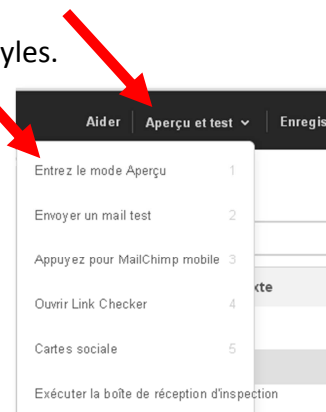 yles.
Aider Aperçu et test Enregis
Entrez le mode Aperçu 1
Envoyer un mail test 2
Appuyez pour MailChimp mobile 3
xte
Ouvrir Link Checker 4
Cartes sociale 5
Exécuter la boîte de réception d'inspection